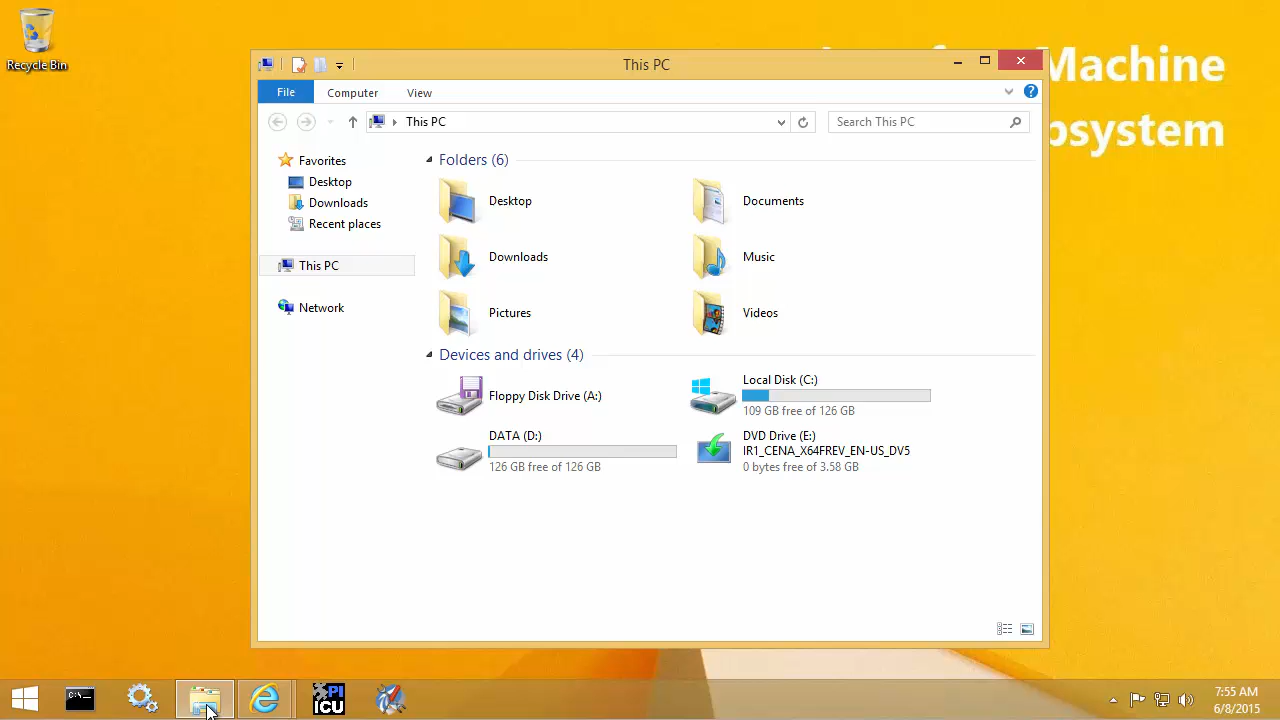 Recycle Bin
Machine
system
This PC
File
Computer
View
This PC
Search This PC
Favorites
Desktop
Downloads
Recent places
This PC
Network
Folders (6)
Desktop
Documents
Downloads
Music
Pictures
Videos
Devices and drives (4)
Floppy Disk Drive (A:)
Local Disk (C:)
109 GB free of 126 GB
DATA (D:)
126 GB free of 126 GB
DVD Drive (E:)
IR1_CENA_X64FREV_EN-US_DV5
0 bytes free of 3.58 GB
C:\
PI
ICU
7:55 AM
6/8/2015